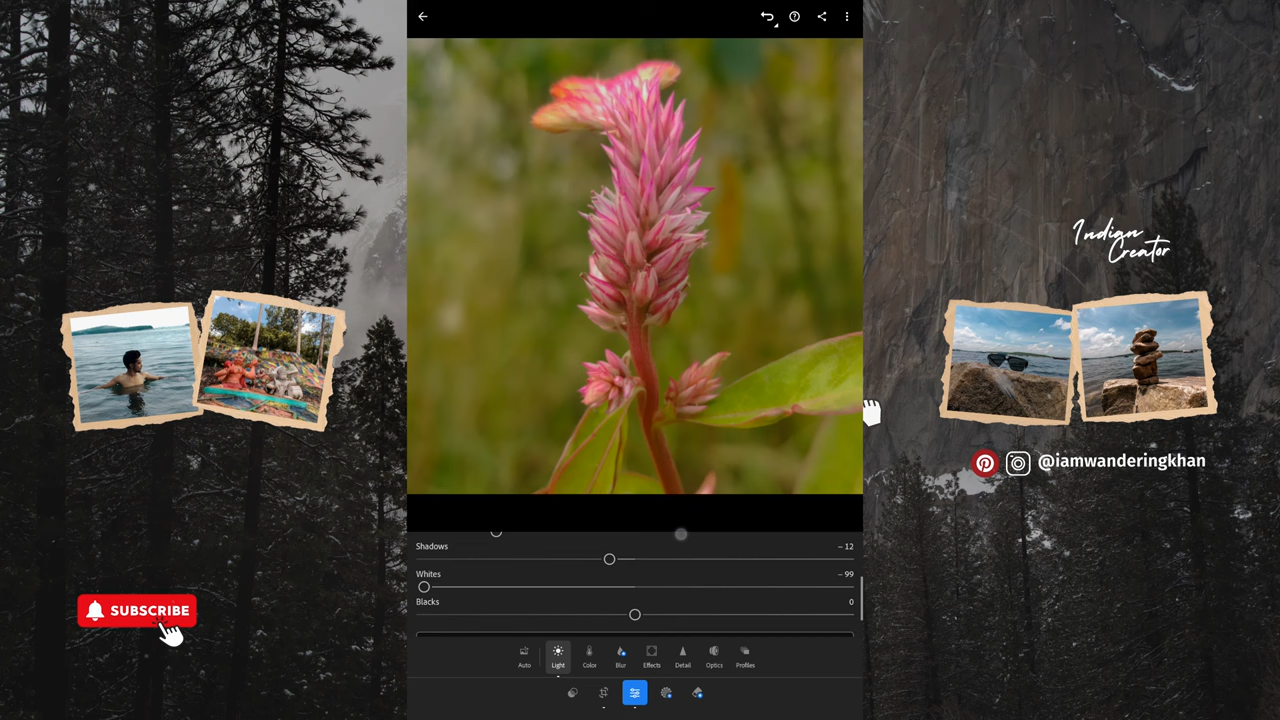 Indian
Creator
@iamwanderingkhan
SUBSCRIBE
Shadows
– 12
Whites
– 99
Blacks
0
Auto
Light
Color
Blur
Effects
Detail
Optics
Profiles